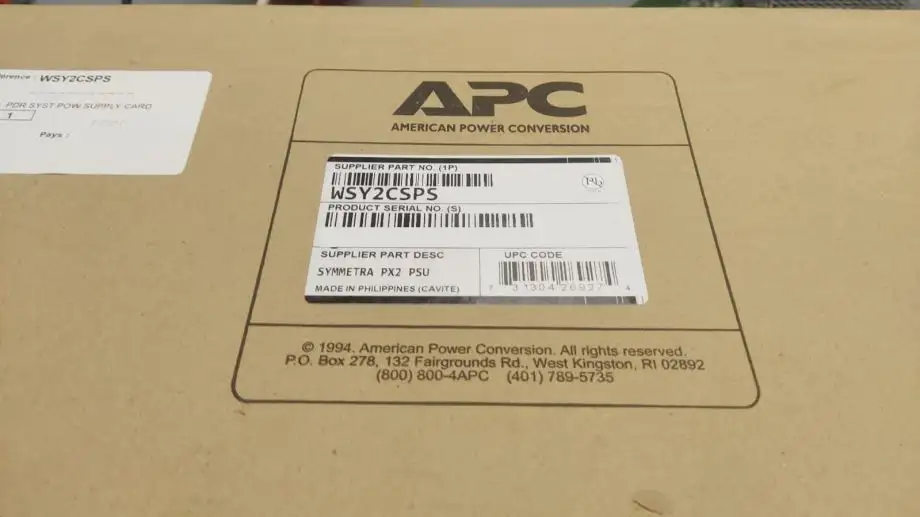 WSY2CSPS
PDR SYST POW SUPPLY CARD
1
Pays :
APC
AMERICAN POWER CONVERSION
SUPPLIER PART NO. (1P)
WSY2CSPS
PRODUCT SERIAL NO. (S)
SUPPLIER PART DESC
SYMMETRA PX2 PSU
MADE IN PHILIPPINES (CAVITE)
UPC CODE
© 1994. American Power Conversion. All rights reserved.
P.O. Box 278, 132 Fairgrounds Rd., West Kingston, RI 02892
(800) 800-4APC (401) 789-5735